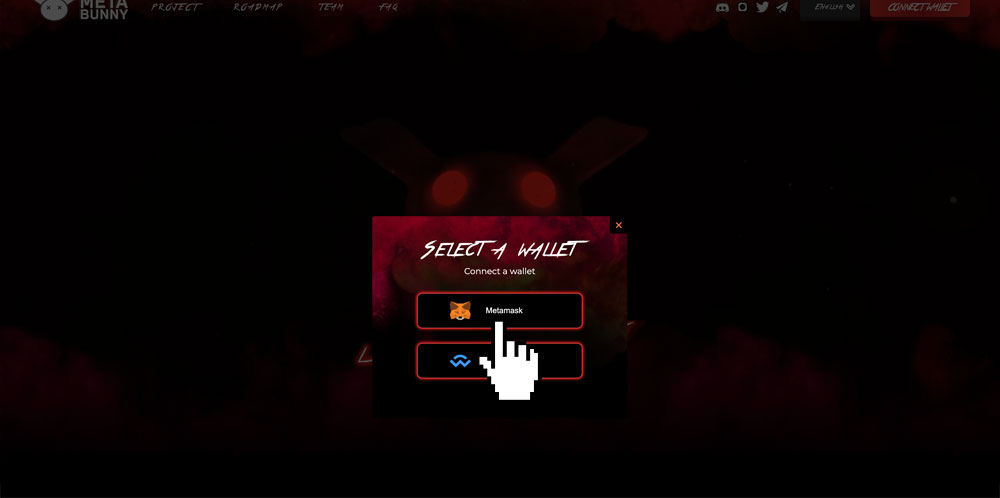 META
BUNNY
PROJECT
ROADMAP
TEAM
FAQ
ENGLISH
CONNECT WALLET
SELECT A WALLET
Connect a wallet
Metamask